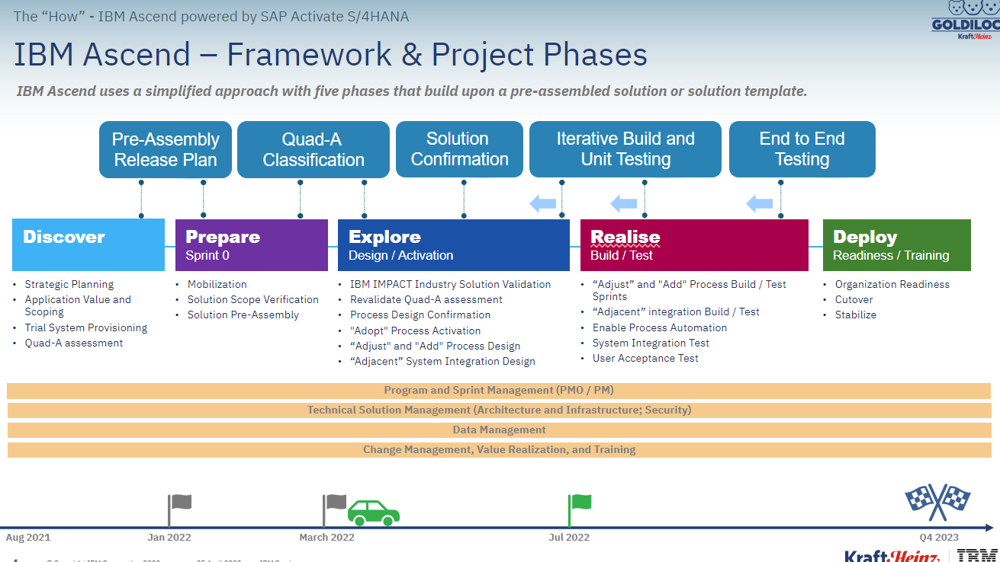 The “How” - IBM Ascend powered by SAP Activate S/4HANA
GOLDILOC
KraftHeinz
IBM Ascend – Framework & Project Phases
IBM Ascend uses a simplified approach with five phases that build upon a pre-assembled solution or solution template.
Pre-Assembly
Release Plan
Quad-A
Classification
Solution
Confirmation
Iterative Build and
Unit Testing
End to End
Testing
Discover
• Strategic Planning
• Application Value and
Scoping
• Trial System Provisioning
• Quad-A assessment
Prepare
Sprint 0
• Mobilization
• Solution Scope Verification
• Solution Pre-Assembly
Explore
Design / Activation
• IBM IMPACT Industry Solution Validation
• Revalidate Quad-A assessment
• Process Design Confirmation
• "Adopt" Process Activation
• “Adjust" and "Add" Process Design
• “Adjacent” System Integration Design
Realise
Build / Test
• “Adjust” and "Add" Process Build / Test
Sprints
• “Adjacent” integration Build / Test
• Enable Process Automation
• System Integration Test
• User Acceptance Test
Deploy
Readiness / Training
• Organization Readiness
• Cutover
• Stabilize
Program and Sprint Management (PMO / PM)
Technical Solution Management (Architecture and Infrastructure; Security)
Data Management
Change Management, Value Realization, and Training
Aug 2021
Jan 2022
March 2022
Jul 2022
Q4 2023
KraftHeinz